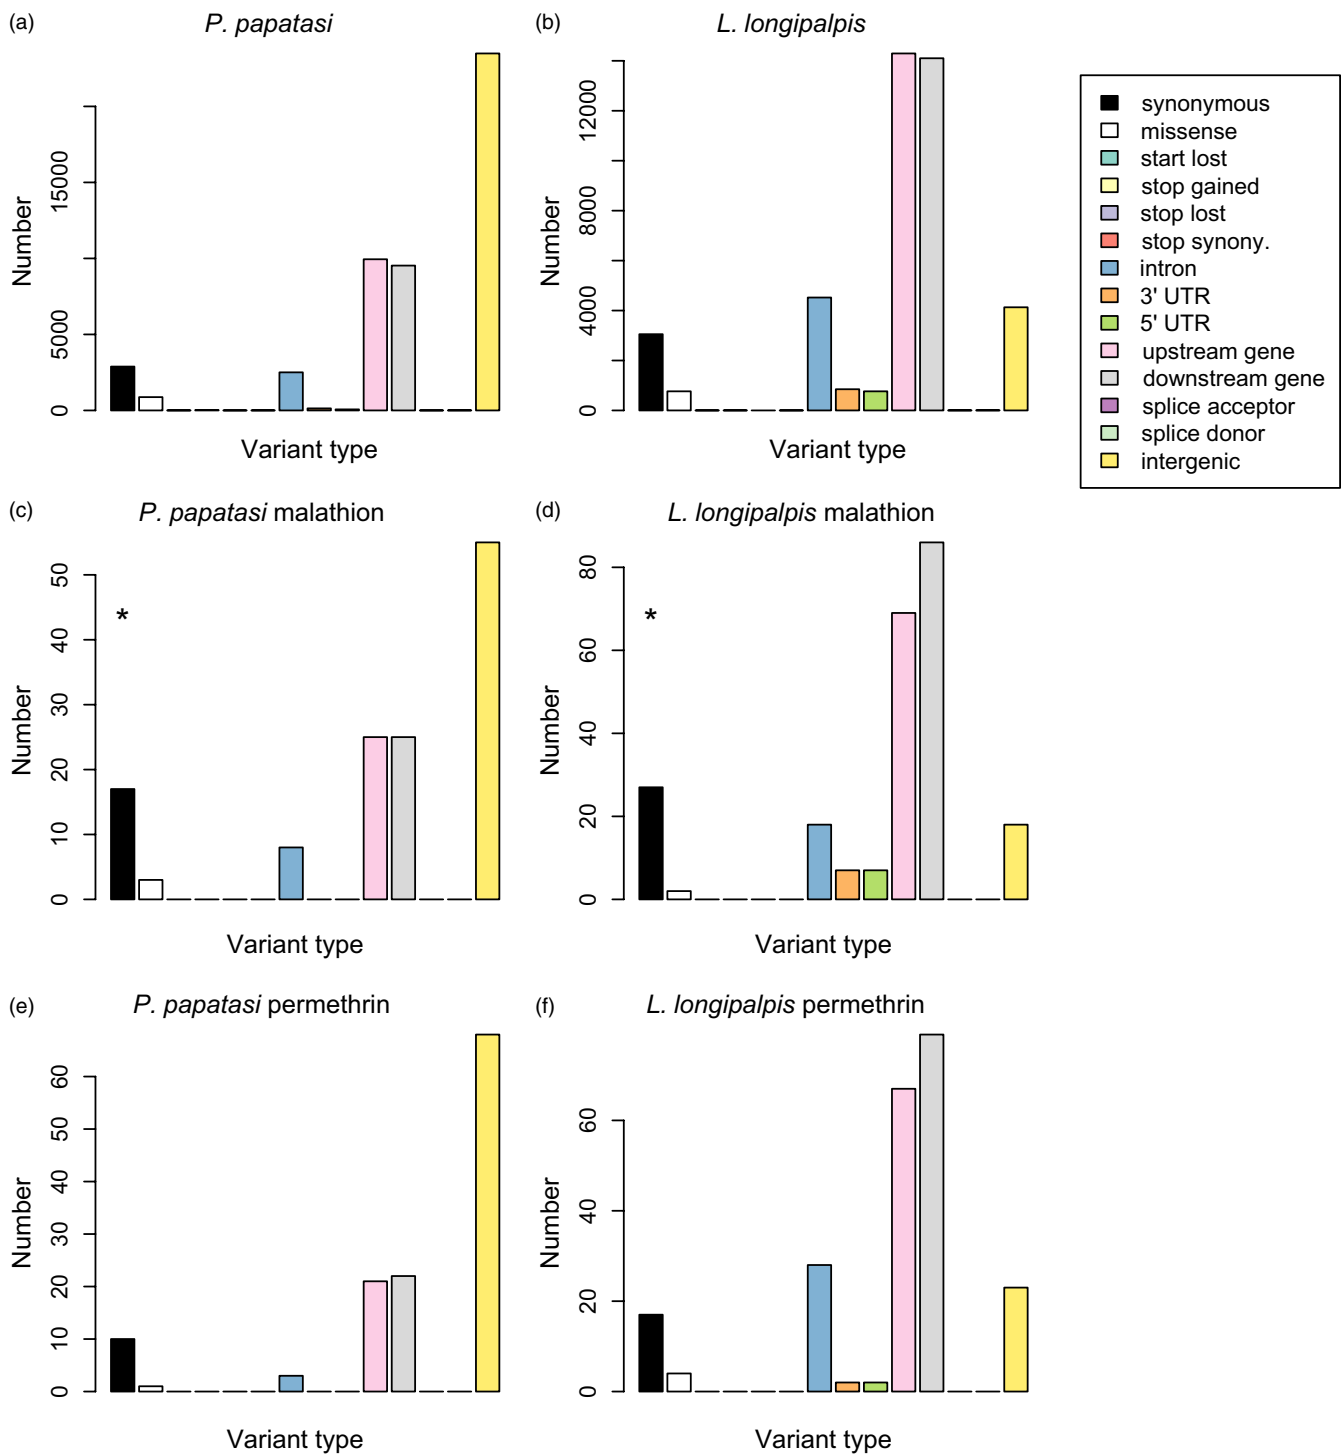 (a) P. papatasi
Number
0
5000
15000
Variant type
(b) L. longipalpis
Number
0
4000
8000
12000
Variant type
synonymous
missense
start lost
stop gained
stop lost
stop synony.
intron
3' UTR
5' UTR
upstream gene
downstream gene
splice acceptor
splice donor
intergenic
(c) P. papatasi malathion
Number
0
10
20
30
40
50
*
Variant type
(d) L. longipalpis malathion
Number
0
20
40
60
80
*
Variant type
(e) P. papatasi permethrin
Number
0
10
20
30
40
50
60
Variant type
(f) L. longipalpis permethrin
Number
0
20
40
60
Variant type